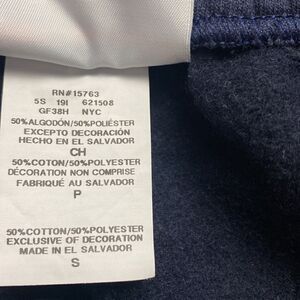 RN#15763
5S 19I 621508
GF38H NYC
50%ALGODÓN/50%POLIÉSTER
EXCEPTO DECORACIÓN
HECHO EN EL SALVADOR
CH
50%COTON/50%POLYESTER
DÉCORATION NON COMPRISE
FABRIQUÉ AU SALVADOR
P
50%COTTON/50%POLYESTER
EXCLUSIVE OF DECORATION
MADE IN EL SALVADOR
S